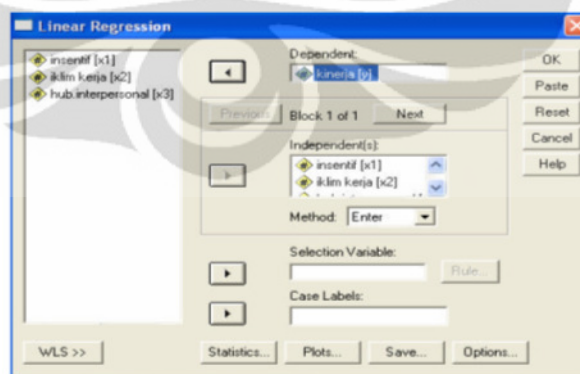 Linear Regression
insentif [x1]
iklim kerja [x2]
hub.interpersonal [x3]
Dependent:
kinerja [y]
Previous
Block 1 of 1
Next
Independent(s):
insentif [x1]
iklim kerja [x2]
Method:
Enter
Selection Variable:
Rule...
Case Labels:
WLS >>
Statistics...
Plots...
Save...
Options...
OK
Paste
Reset
Cancel
Help